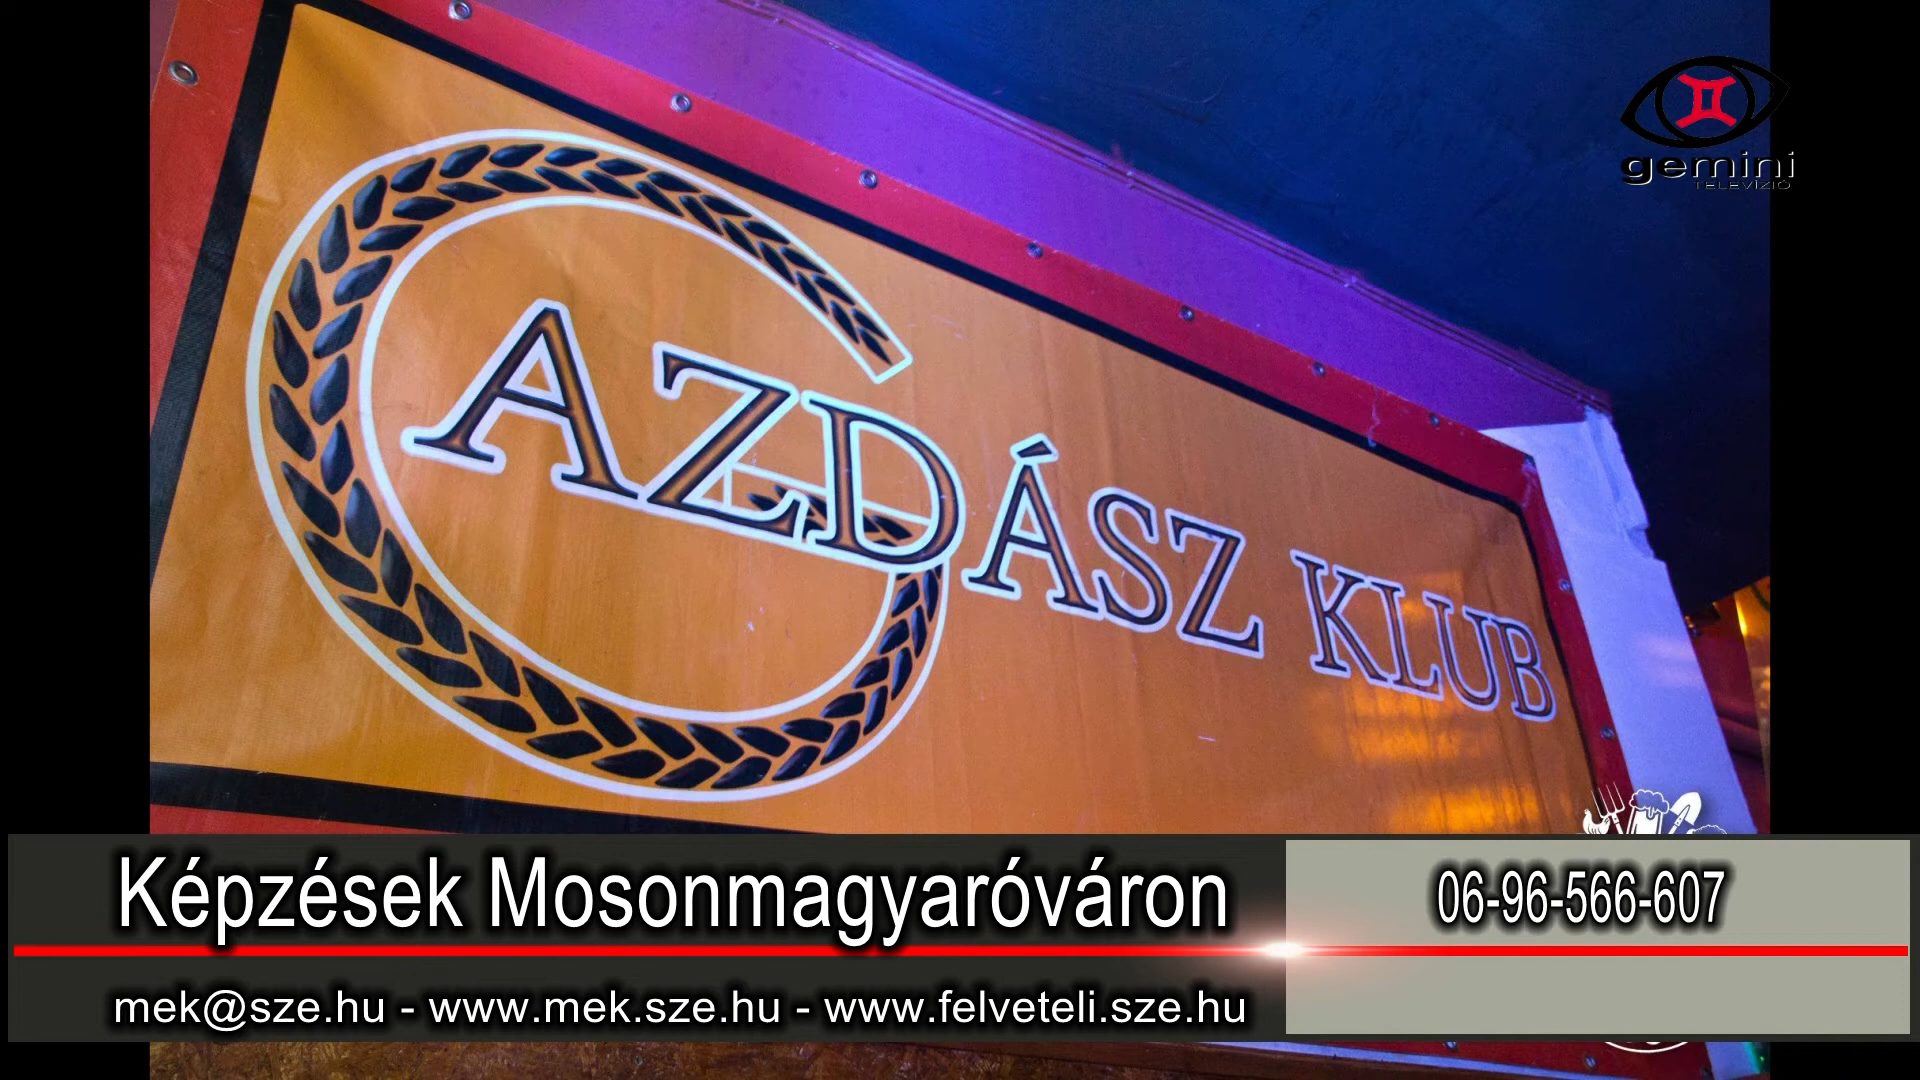 gemini
TELEVÍZIÓ
GAZDÁSZ KLUB
Képzések Mosonmagyaróváron
06-96-566-607
mek@sze.hu - www.mek.sze.hu - www.felveteli.sze.hu